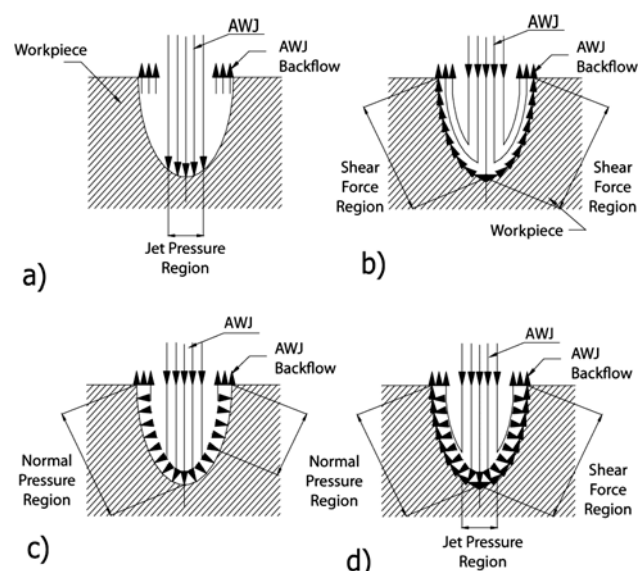 AWJ
AWJ
Backflow
Workpiece
Jet Pressure
Region
a)
AWJ
AWJ
Backflow
Shear
Force
Region
Shear
Force
Region
Workpiece
b)
AWJ
AWJ
Backflow
Normal
Pressure
Region
c)
AWJ
AWJ
Backflow
Normal
Pressure
Region
Shear
Force
Region
Jet Pressure
Region
d)